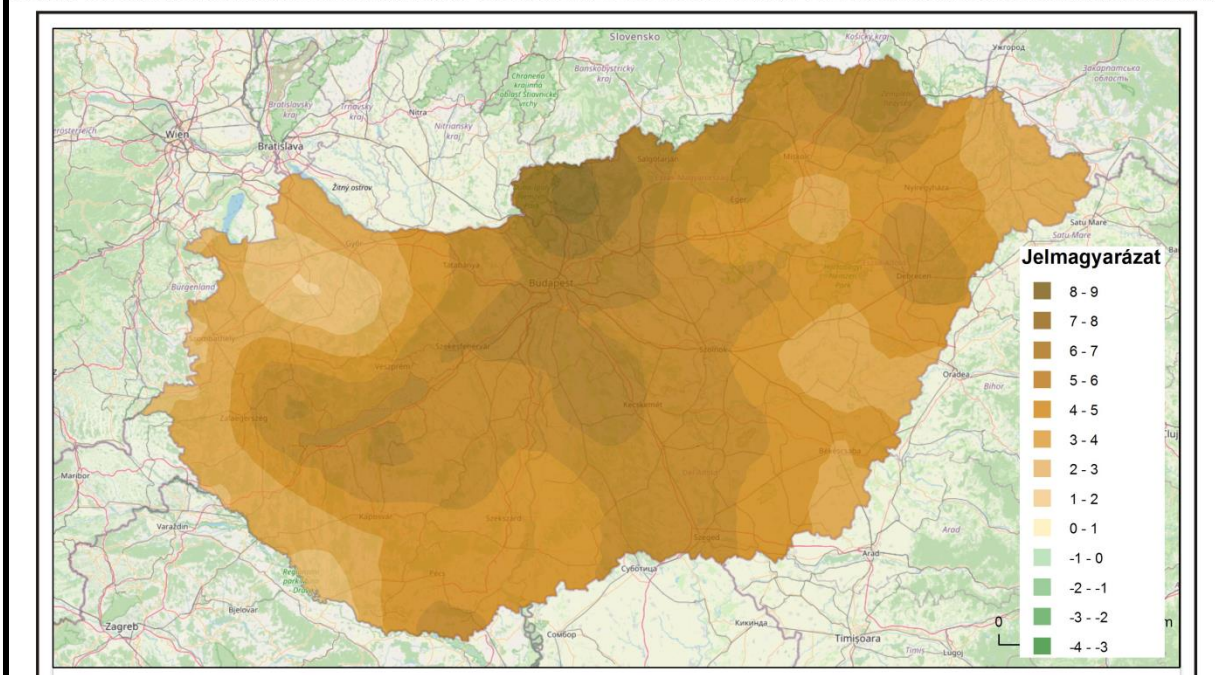 Slovensko
Košický kraj
Ужгород
Banskobystrický
kraj
Закарпатська
область
Chránená
krajinná
oblasť Štiavnické
vrchy
Bratislavský
kraj
Trnavský
kraj
Nitra
Nitriansky
kraj
Wien
Bratislava
Žitný ostrov
Salgótarján
Miskolc
Eger
Nyíregyháza
Satu Mare
Satu Mare
Győr
Tatabánya
Budapest
Debrecen
Burgenland
Székesfehérvár
Veszprém
Szolnok
Oradea
Bihor
Zalaegerszeg
Kecskemét
Cluj
Maribor
Békéscsaba
Varaždin
Kaposvár
Szekszárd
Szeged
Arad
Arad
Pécs
Суботица
Bjelovar
Zagreb
Сомбор
Кикинда
Timișoara
Timiș
Lugoj
Jelmagyarázat
8 - 9
7 - 8
6 - 7
5 - 6
4 - 5
3 - 4
2 - 3
1 - 2
0 - 1
-1 - 0
-2 - -1
-3 - -2
-4 - -3
0
m